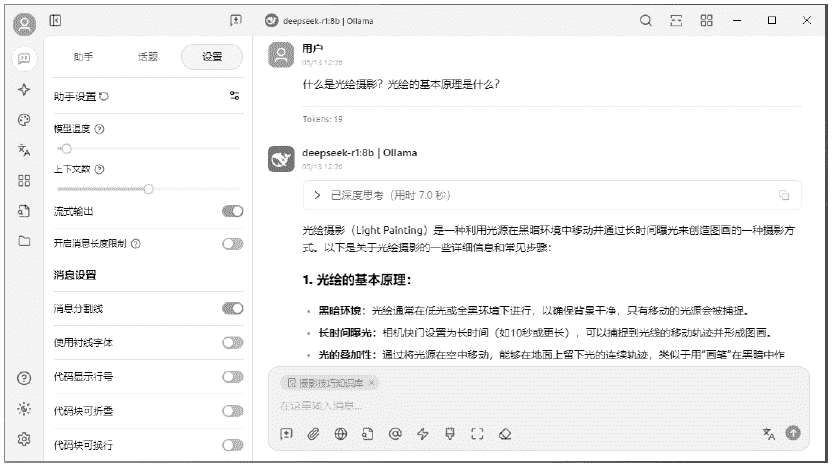 deepseek-r1:8b | Ollama
助手
话题
设置
助手设置
模型温度
上下文数
流式输出
开启消息长度限制
消息设置
消息分割线
使用衬线字体
代码显示行号
代码块可折叠
代码块可换行
用户
05/13 12:26
什么是光绘摄影？光绘的基本原理是什么？
Tokens: 19
deepseek-r1:8b | Ollama
05/13 12:26
已深度思考（用时 7.0 秒）
光绘摄影（Light Painting）是一种利用光源在黑暗环境中移动并通过长时间曝光来创造图画的一种摄影方
式。以下是关于光绘摄影的一些详细信息和常见步骤：
1. 光绘的基本原理：
• 黑暗环境：光绘通常在低光或全黑环境下进行，以确保背景干净，只有移动的光源会被捕捉。
• 长时间曝光：相机快门设置为长时间（如10秒或更长），可以捕捉到光线的移动轨迹并形成图画。
• 光的叠加性：通过将光源在空中移动，能够在地面上留下光的连续轨迹，类似于用“画笔”在黑暗中作
摄影技巧知识库 ×
在这里输入消息...